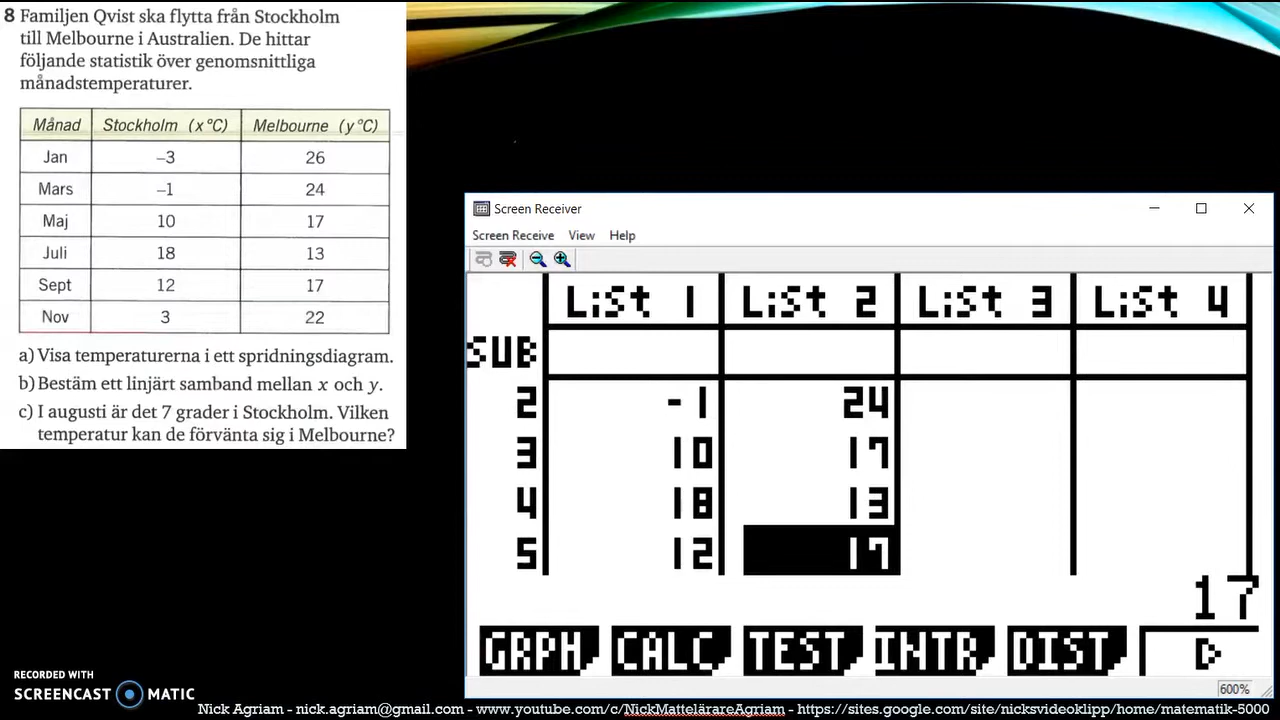 8 Familjen Qvist ska flytta från Stockholm
till Melbourne i Australien. De hittar
följande statistik över genomsnittliga
månadstemperaturer.
Månad Stockholm (x°C) Melbourne (y°C)
Jan –3 26
Mars –1 24
Maj 10 17
Juli 18 13
Sept 12 17
Nov 3 22
a) Visa temperaturerna i ett spridningsdiagram.
b) Bestäm ett linjärt samband mellan x och y.
c) I augusti är det 7 grader i Stockholm. Vilken
temperatur kan de förvänta sig i Melbourne?
Screen Receiver
Screen Receive View Help
List 1 List 2 List 3 List 4
SUB
2 -1 24
3 10 17
4 18 13
5 12 17
17
GRPH CALC TEST INTR DIST
600%
RECORDED WITH
SCREENCAST MATIC
Nick Agriam - nick.agriam@gmail.com - www.youtube.com/c/NickMattelärareAgriam - https://sites.google.com/site/nicksvideoklipp/home/matematik-5000